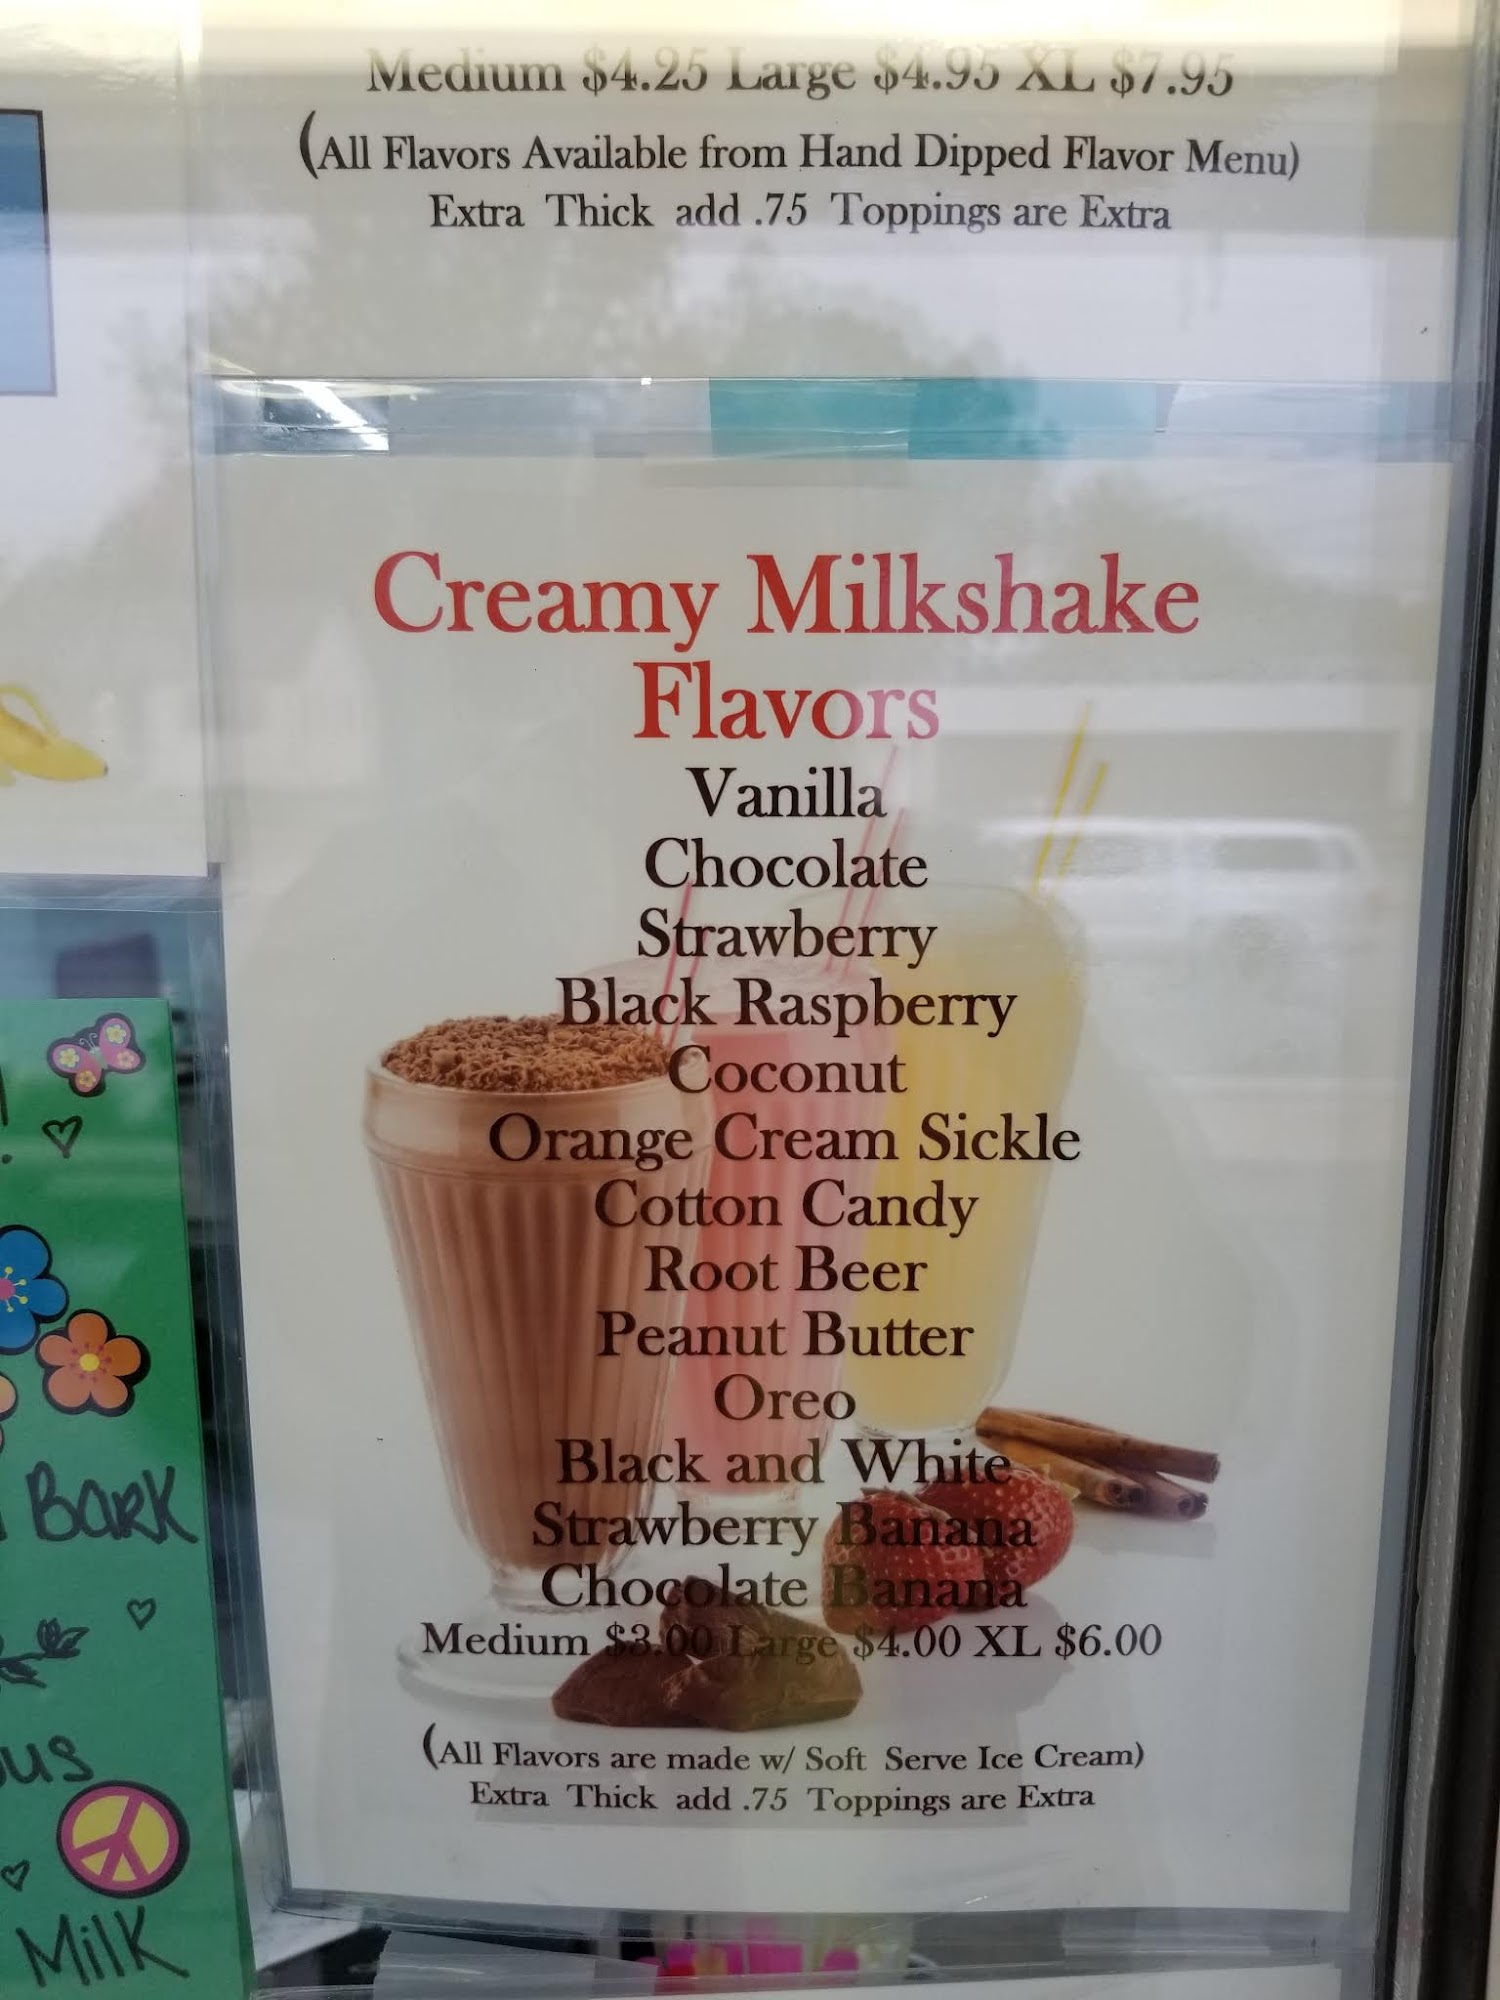 Medium $4.25 Large $4.95 XL $7.95
(All Flavors Available from Hand Dipped Flavor Menu)
Extra Thick add .75 Toppings are Extra
Creamy Milkshake
Flavors
Vanilla
Chocolate
Strawberry
Black Raspberry
Coconut
Orange Cream Sickle
Cotton Candy
Root Beer
Peanut Butter
Oreo
Black and White
Strawberry Banana
Chocolate Banana
Medium $3.00 Large $4.00 XL $6.00
(All Flavors are made w/ Soft Serve Ice Cream)
Extra Thick add .75 Toppings are Extra
BARK
Milk